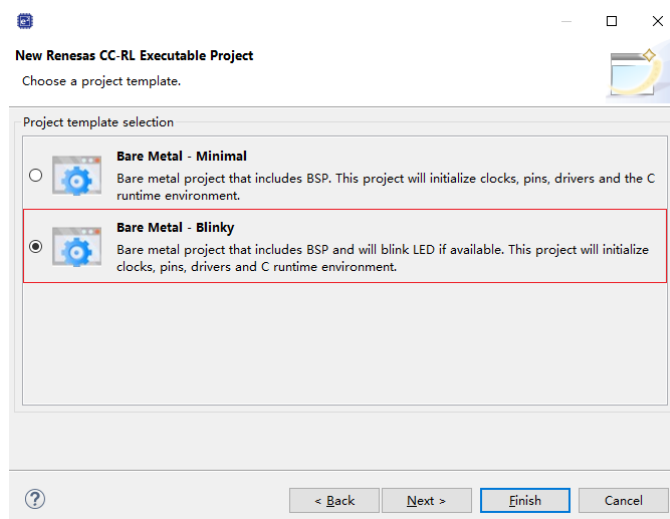 New Renesas CC-RL Executable Project
Choose a project template.
Project template selection
Bare Metal - Minimal
Bare metal project that includes BSP. This project will initialize clocks, pins, drivers and the C
runtime environment.
Bare Metal - Blinky
Bare metal project that includes BSP and will blink LED if available. This project will initialize
clocks, pins, drivers and C runtime environment.
?
< Back
Next >
Finish
Cancel